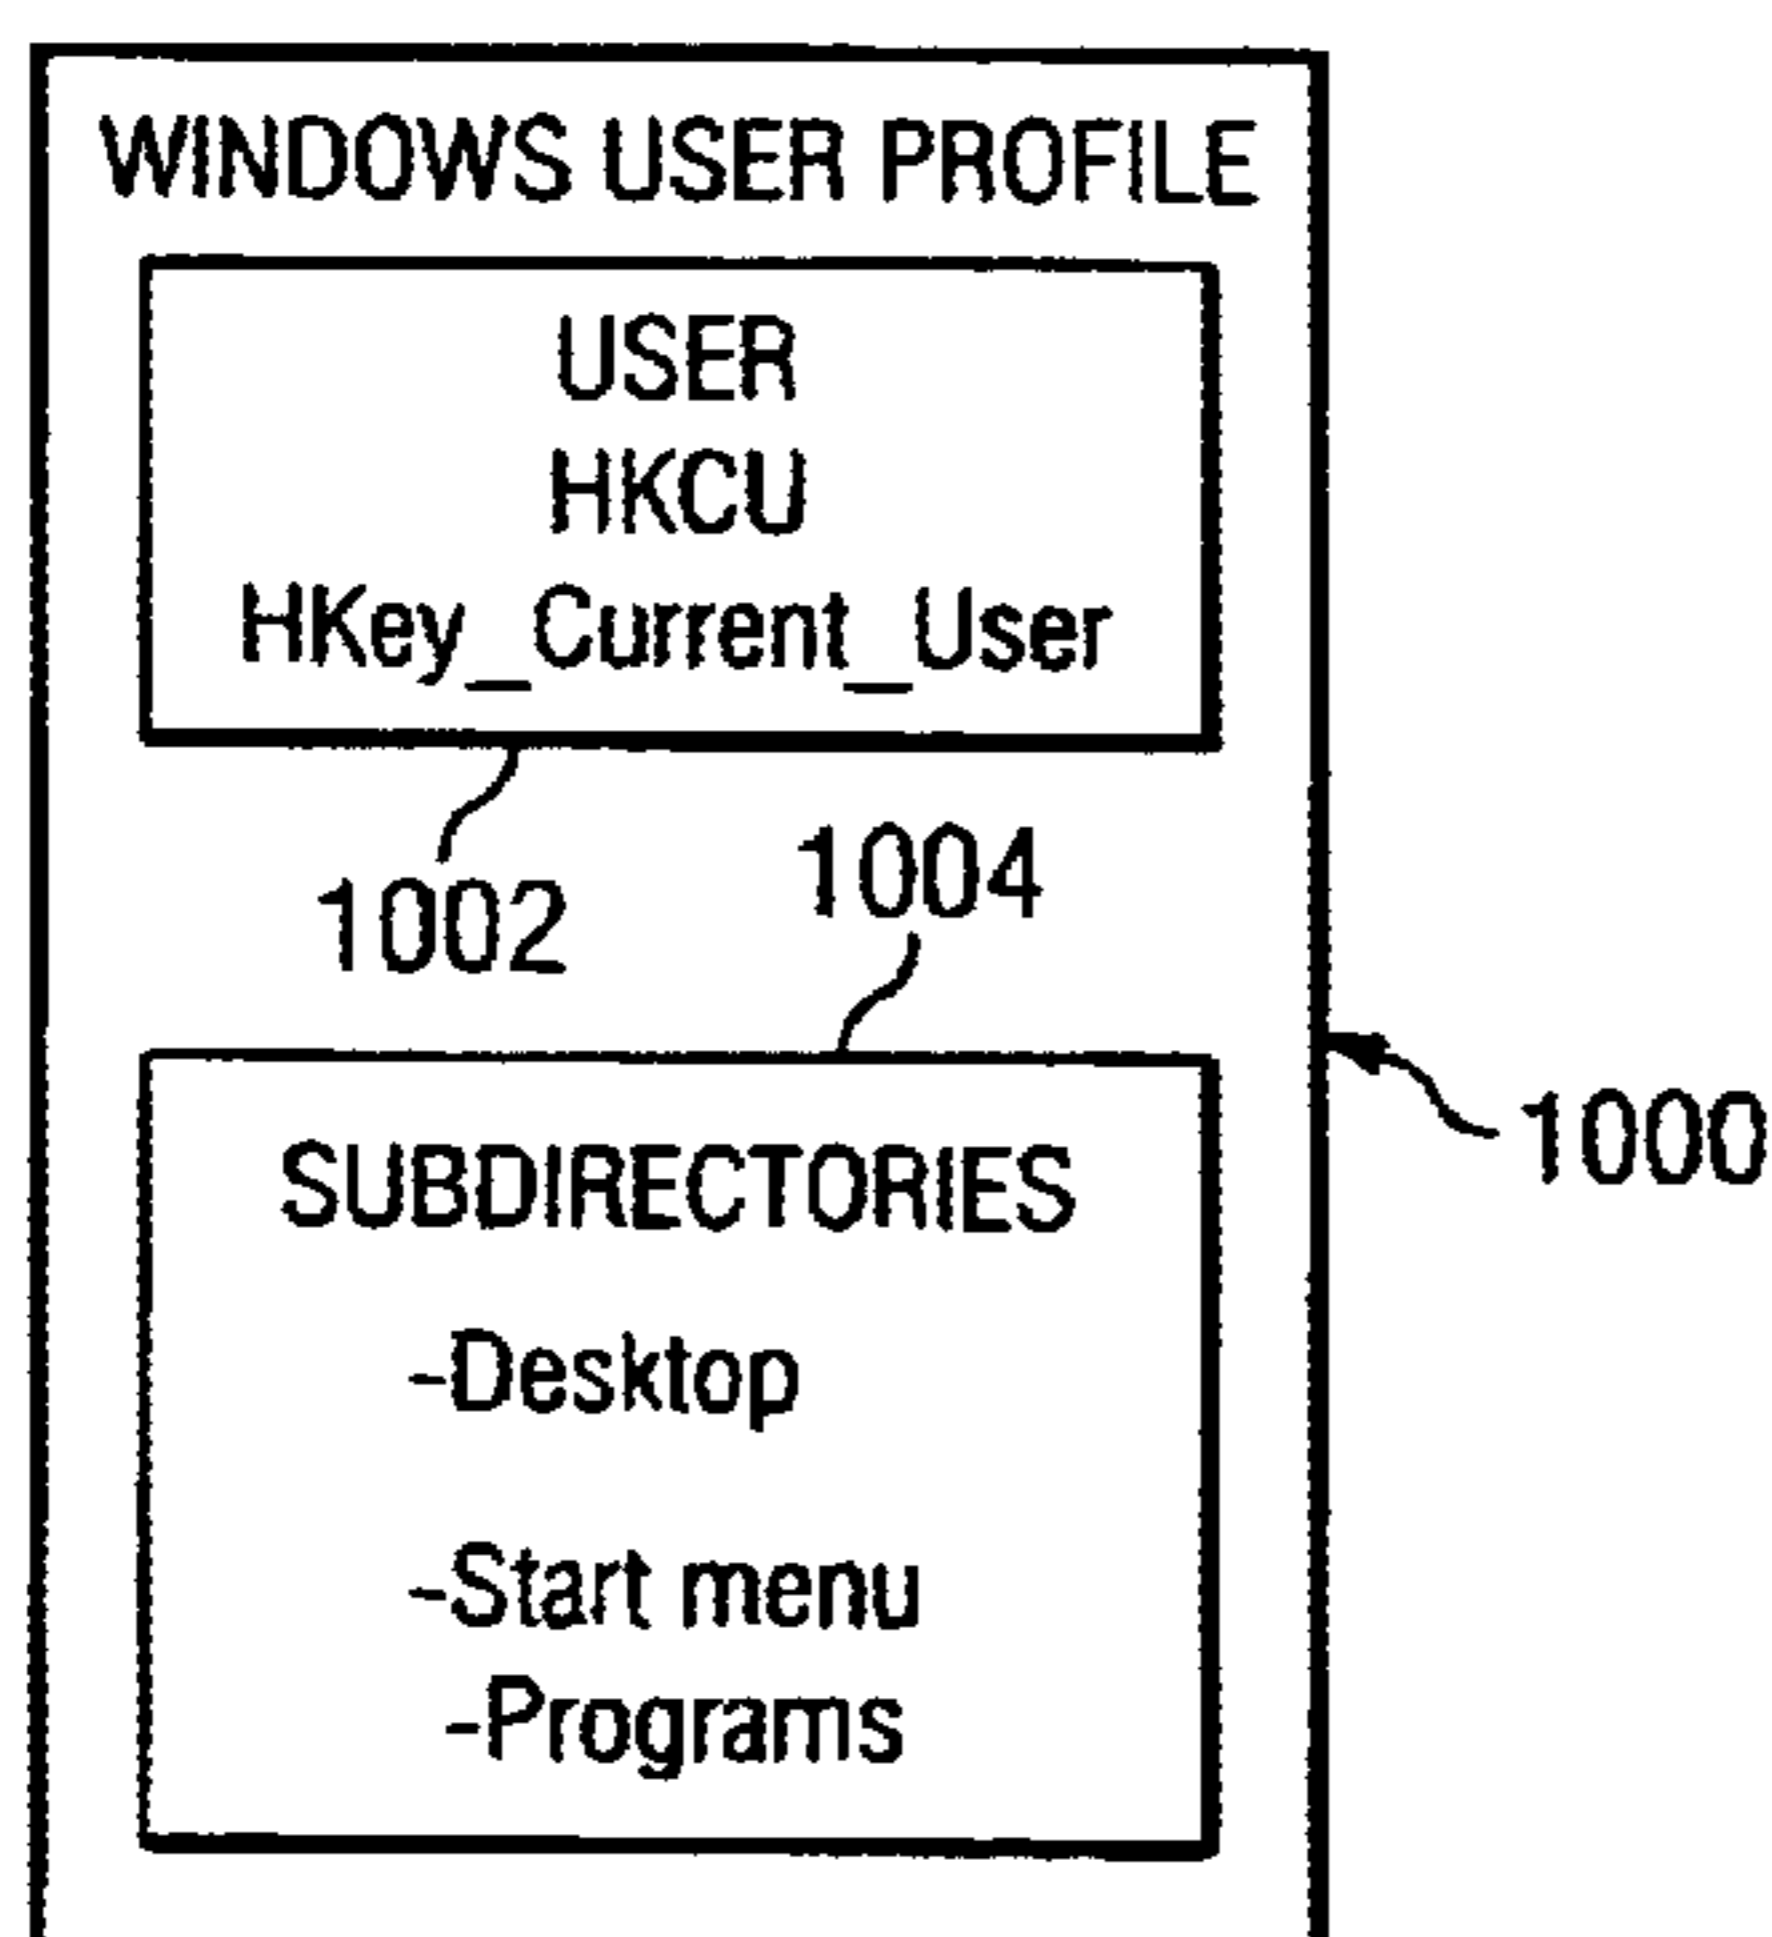 WINDOWS USER PROFILE
USER
HKCU
HKey_Current_User
1002
1004
1000
SUBDIRECTORIES
-Desktop
-Start menu
-Programs